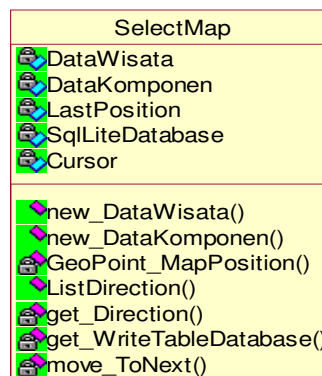 SelectMap
DataWisata
DataKomponen
LastPosition
SqlLiteDatabase
Cursor
new_DataWisata()
new_DataKomponen()
GeoPoint_MapPosition()
ListDirection()
get_Direction()
get_WriteTableDatabase()
move_ToNext()